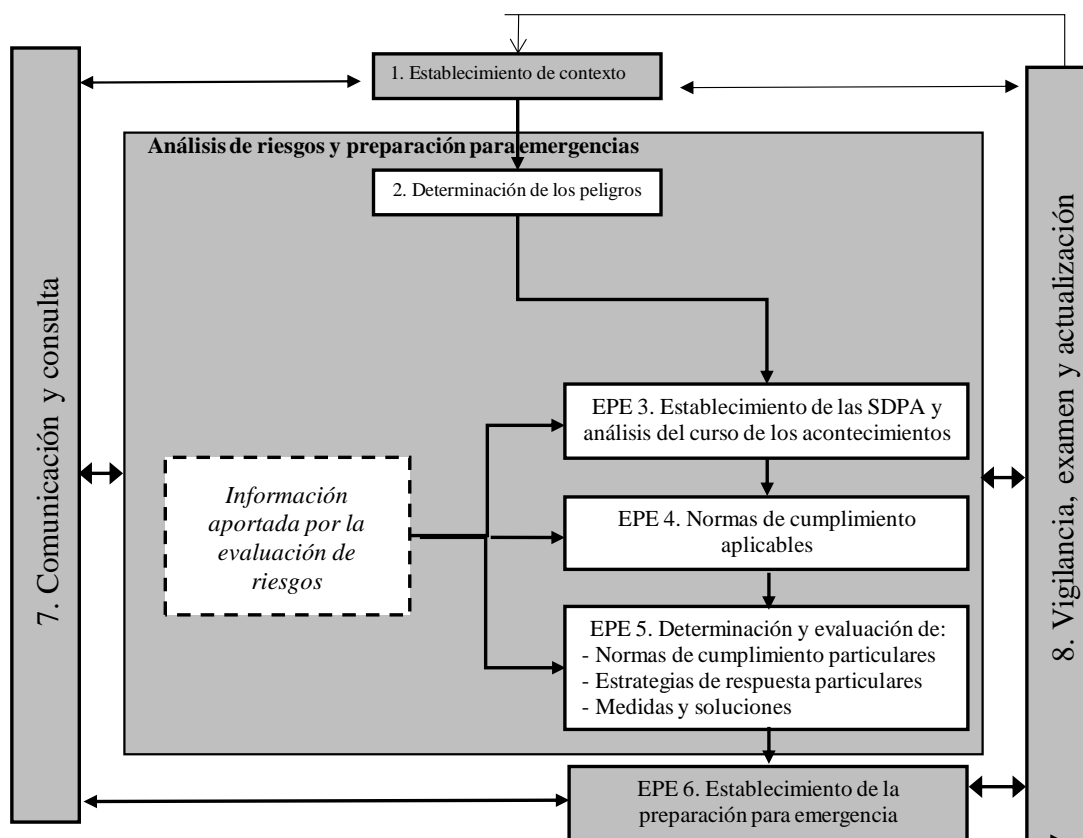 1. Establecimiento de contexto
Análisis de riesgos y preparación para emergencias
2. Determinación de los peligros
EPE 3. Establecimiento de las SDPA y
análisis del curso de los acontecimientos
Información
aportada por la
evaluación de
riesgos
EPE 4. Normas de cumplimiento
aplicables
EPE 5. Determinación y evaluación de:
- Normas de cumplimiento particulares
- Estrategias de respuesta particulares
- Medidas y soluciones
EPE 6. Establecimiento de la
preparación para emergencia
7. Comunicación y consulta
8. Vigilancia, examen y actualización